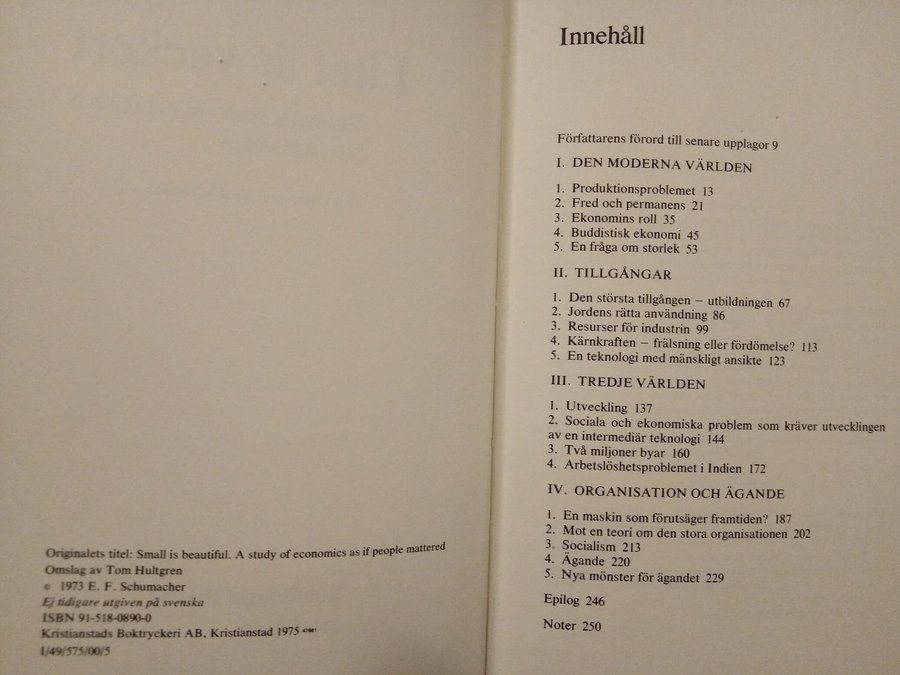 Originalets titel: Small is beautiful. A study of economics as if people mattered
Omslag av Tom Hultgren
© 1973 E. F. Schumacher
Ej tidigare utgiven på svenska
ISBN 91-518-0890-0
Kristianstads Boktryckeri AB, Kristianstad 1975
I/49/575/00/5
Innehåll
Författarens förord till senare upplagor 9
I. DEN MODERNA VÄRLDEN
1. Produktionsproblemet 13
2. Fred och permanens 21
3. Ekonomins roll 35
4. Buddistisk ekonomi 45
5. En fråga om storlek 53
II. TILLGÅNGAR
1. Den största tillgången – utbildningen 67
2. Jordens rätta användning 86
3. Resurser för industrin 99
4. Kärnkraften – frälsning eller fördömelse? 113
5. En teknologi med mänskligt ansikte 123
III. TREDJE VÄRLDEN
1. Utveckling 137
2. Sociala och ekonomiska problem som kräver utvecklingen
av en intermediär teknologi 144
3. Två miljoner byar 160
4. Arbetslöshetsproblemet i Indien 172
IV. ORGANISATION OCH ÄGANDE
1. En maskin som förutsäger framtiden? 187
2. Mot en teori om den stora organisationen 202
3. Socialism 213
4. Ägande 220
5. Nya mönster för ägandet 229
Epilog 246
Noter 250